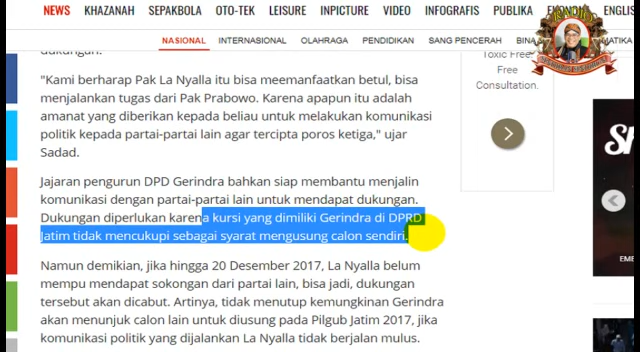 NEWS KHAZANAH SEPAKBOLA OTO-TEK LEISURE INPICTURE VIDEO INFOGRAFIS PUBLIKA ENGLISH
NASIONAL INTERNASIONAL OLAHRAGA PENDIDIKAN SANG PENCERAH BINA MATIKA
dukungan.
"Kami berharap Pak La Nyalla itu bisa meemanfaatkan betul, bisa
menjalankan tugas dari Pak Prabowo. Karena apapun itu adalah
amanat yang diberikan kepada beliau untuk melakukan komunikasi
politik kepada partai-partai lain agar tercipta poros ketiga," ujar
Sadad.
Jajaran pengurun DPD Gerindra bahkan siap membantu menjalin
komunikasi dengan partai-partai lain untuk mendapat dukungan.
Dukungan diperlukan karena kursi yang dimiliki Gerindra di DPRD
Jatim tidak mencukupi sebagai syarat mengusung calon sendiri.
Namun demikian, jika hingga 20 Desember 2017, La Nyalla belum
mempu mendapat sokongan dari partai lain, bisa jadi, dukungan
tersebut akan dicabut. Artinya, tidak menutup kemungkinan Gerindra
akan menunjuk calon lain untuk diusung pada Pilgub Jatim 2017, jika
komunikasi politik yang dijalankan La Nyalla tidak berjalan mulus.
Toxic Free.
Free
Consultation.
EMB